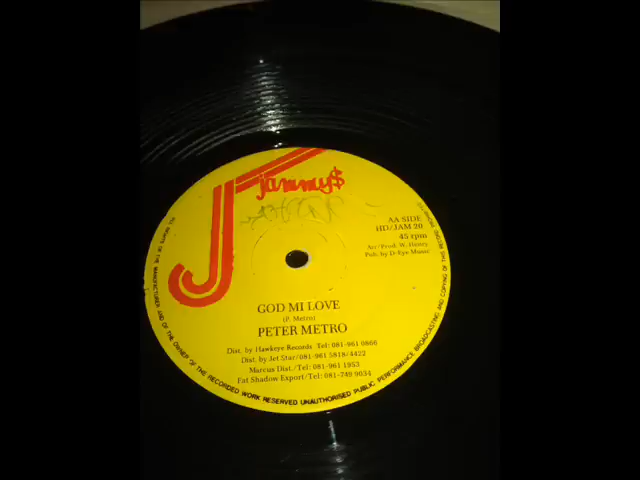 Jammy$
AA SIDE
HD/JAM 20
45 rpm
Arr/Prod: W. Henry
Pub. by D-Eye Music
GOD MI LOVE
(P. Metro)
PETER METRO
Dist. by Hawkeye Records Tel: 081-961 0866
Dist. by Jet Star/081-961 5818/4422
Marcus Dist./Tel: 081-961 1953
Fat Shadow Export/Tel: 081-749 9034
ALL RIGHTS OF THE MANUFACTURER AND OF THE OWNER OF THE RECORDED WORK RESERVED UNAUTHORISED PUBLIC PERFORMANCE BROADCASTING AND COPYING OF THIS RECORD